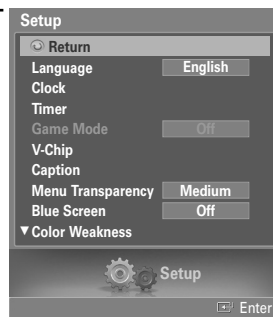 Setup
Return
Language English
Clock
Timer
Game Mode Off
V-Chip
Caption
Menu Transparency Medium
Blue Screen Off
▼Color Weakness
Setup
Enter